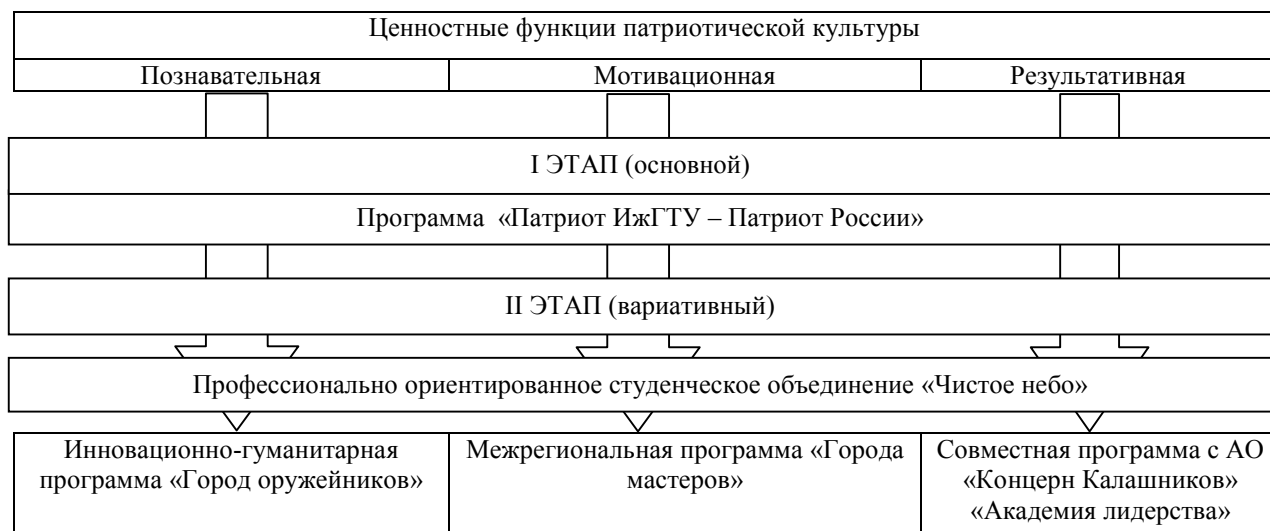 Ценностные функции патриотической культуры
Познавательная
Мотивационная
Результативная
I ЭТАП (основной)
Программа «Патриот ИжГТУ – Патриот России»
II ЭТАП (вариативный)
Профессионально ориентированное студенческое объединение «Чистое небо»
Инновационно-гуманитарная
программа «Город оружейников»
Межрегиональная программа «Города
мастеров»
Совместная программа с АО
«Концерн Калашников»
«Академия лидерства»